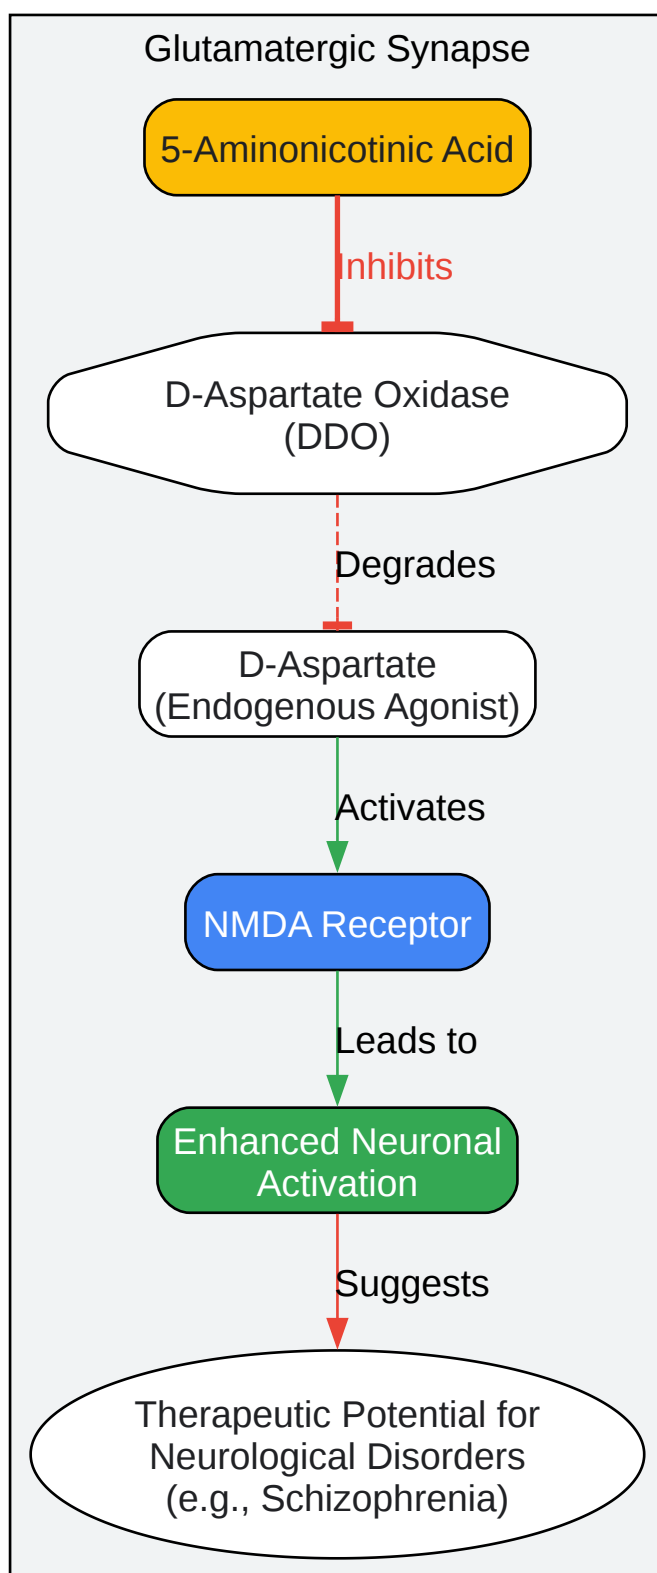 Glutamatergic Synapse
5-Aminonicotinic Acid
Inhibits
D-Aspartate Oxidase
(DDO)
Degrades
D-Aspartate
(Endogenous Agonist)
Activates
NMDA Receptor
Leads to
Enhanced Neuronal
Activation
Suggests
Therapeutic Potential for
Neurological Disorders
(e.g., Schizophrenia)